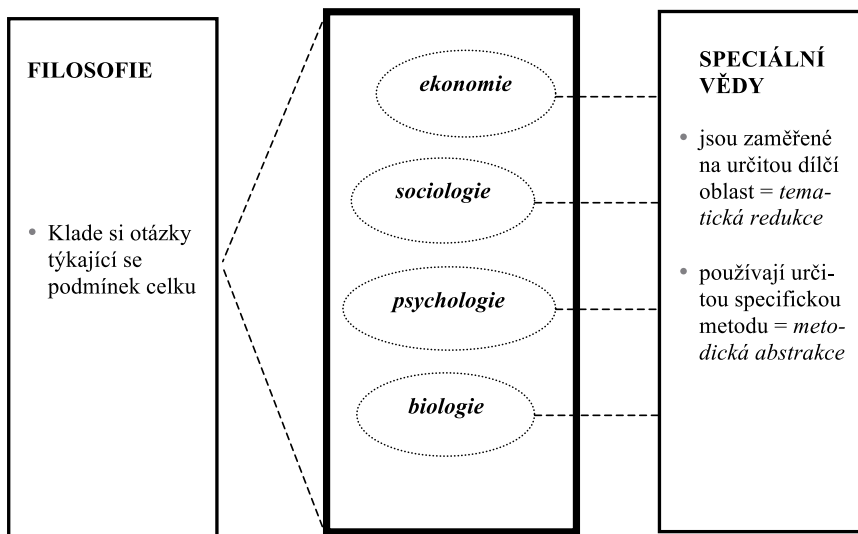 FILOSOFIE
• Klade si otázky
týkající se
podmínek celku
ekonomie
sociologie
psychologie
biologie
SPECIÁLNÍ
VĚDY
• jsou zaměřené
na určitou dílčí
oblast = tema-
tická redukce
• používají urči-
tou specifickou
metodu = meto-
dická abstrakce